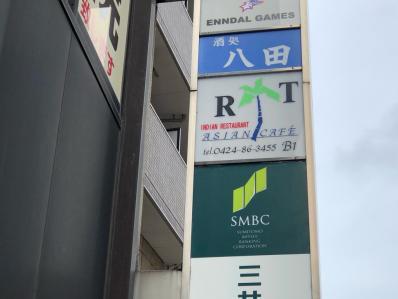 ENNDAL GAMES
酒処
八田
R T
INDIAN RESTAURANT
ASIAN CAFÉ
tel.0424-86-3455 B1
SMBC
SUMITOMO
MITSUI
BANKING
CORPORATION
三井